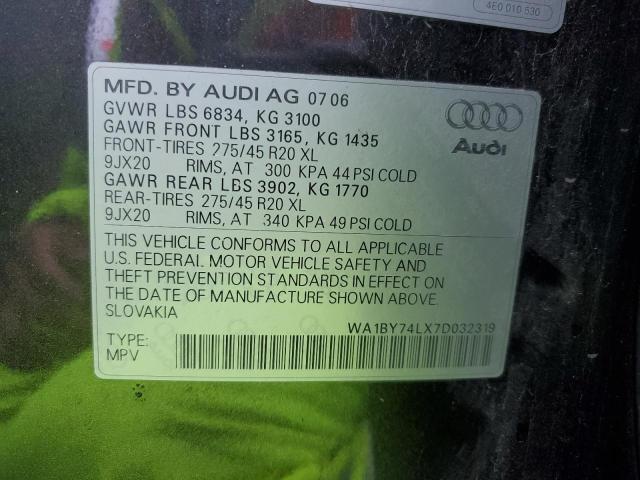 4E0 010 530
MFD. BY AUDI AG 07 06
GVWR LBS 6834, KG 3100
GAWR FRONT LBS 3165, KG 1435
FRONT-TIRES 275/45 R20 XL
9JX20 RIMS, AT 300 KPA 44 PSI COLD
GAWR REAR LBS 3902, KG 1770
REAR-TIRES 275/45 R20 XL
9JX20 RIMS, AT 340 KPA 49 PSI COLD
Audi
THIS VEHICLE CONFORMS TO ALL APPLICABLE
U.S. FEDERAL MOTOR VEHICLE SAFETY AND
THEFT PREVENTION STANDARDS IN EFFECT ON
THE DATE OF MANUFACTURE SHOWN ABOVE.
SLOVAKIA
WA1BY74LX7D032319
TYPE:
MPV